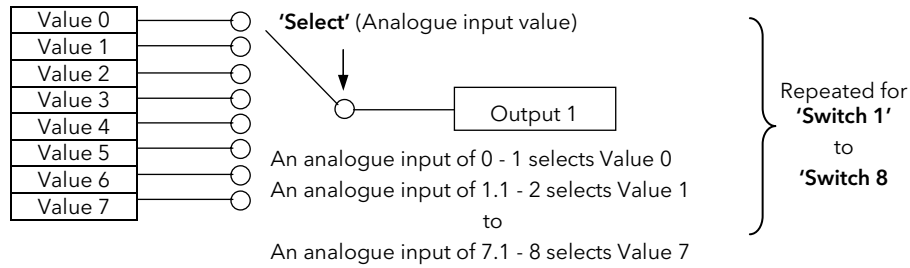 Value 0
Value 1
Value 2
Value 3
Value 4
Value 5
Value 6
Value 7
'Select' (Analogue input value)
Output 1
An analogue input of 0 - 1 selects Value 0
An analogue input of 1.1 - 2 selects Value 1
to
An analogue input of 7.1 - 8 selects Value 7
Repeated for
'Switch 1'
to
'Switch 8